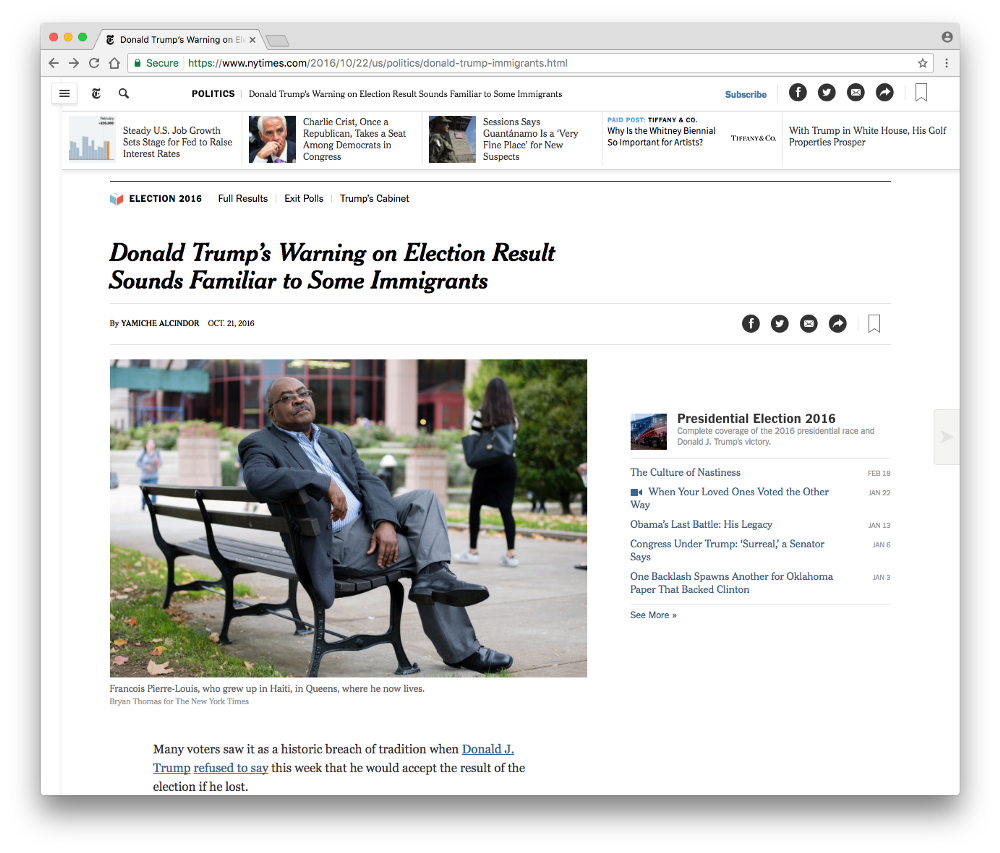 Donald Trump's Warning on El
Secure https://www.nytimes.com/2016/10/22/us/politics/donald-trump-immigrants.html
POLITICS Donald Trump's Warning on Election Result Sounds Familiar to Some Immigrants
Subscribe
Steady U.S. Job Growth
Sets Stage for Fed to Raise
Interest Rates
Charlie Crist, Once a
Republican, Takes a Seat
Among Democrats in
Congress
Sessions Says
Guantánamo Is a 'Very
Fine Place' for New
Suspects
PAID POST: TIFFANY & CO.
Why Is the Whitney Biennial
So Important for Artists?
TIFFANY & CO.
With Trump in White House, His Golf
Properties Prosper
ELECTION 2016 Full Results Exit Polls Trump's Cabinet
Donald Trump's Warning on Election Result
Sounds Familiar to Some Immigrants
By YAMICHE ALCINDOR OCT. 21, 2016
Presidential Election 2016
Complete coverage of the 2016 presidential race and
Donald J. Trump's victory.
The Culture of Nastiness FEB 18
When Your Loved Ones Voted the Other JAN 22
Way
Obama's Last Battle: His Legacy JAN 13
Congress Under Trump: 'Surreal,' a Senator JAN 6
Says
One Backlash Spawns Another for Oklahoma JAN 3
Paper That Backed Clinton
See More »
Francois Pierre-Louis, who grew up in Haiti, in Queens, where he now lives.
Bryan Thomas for The New York Times
Many voters saw it as a historic breach of tradition when Donald J.
Trump refused to say this week that he would accept the result of the
election if he lost.